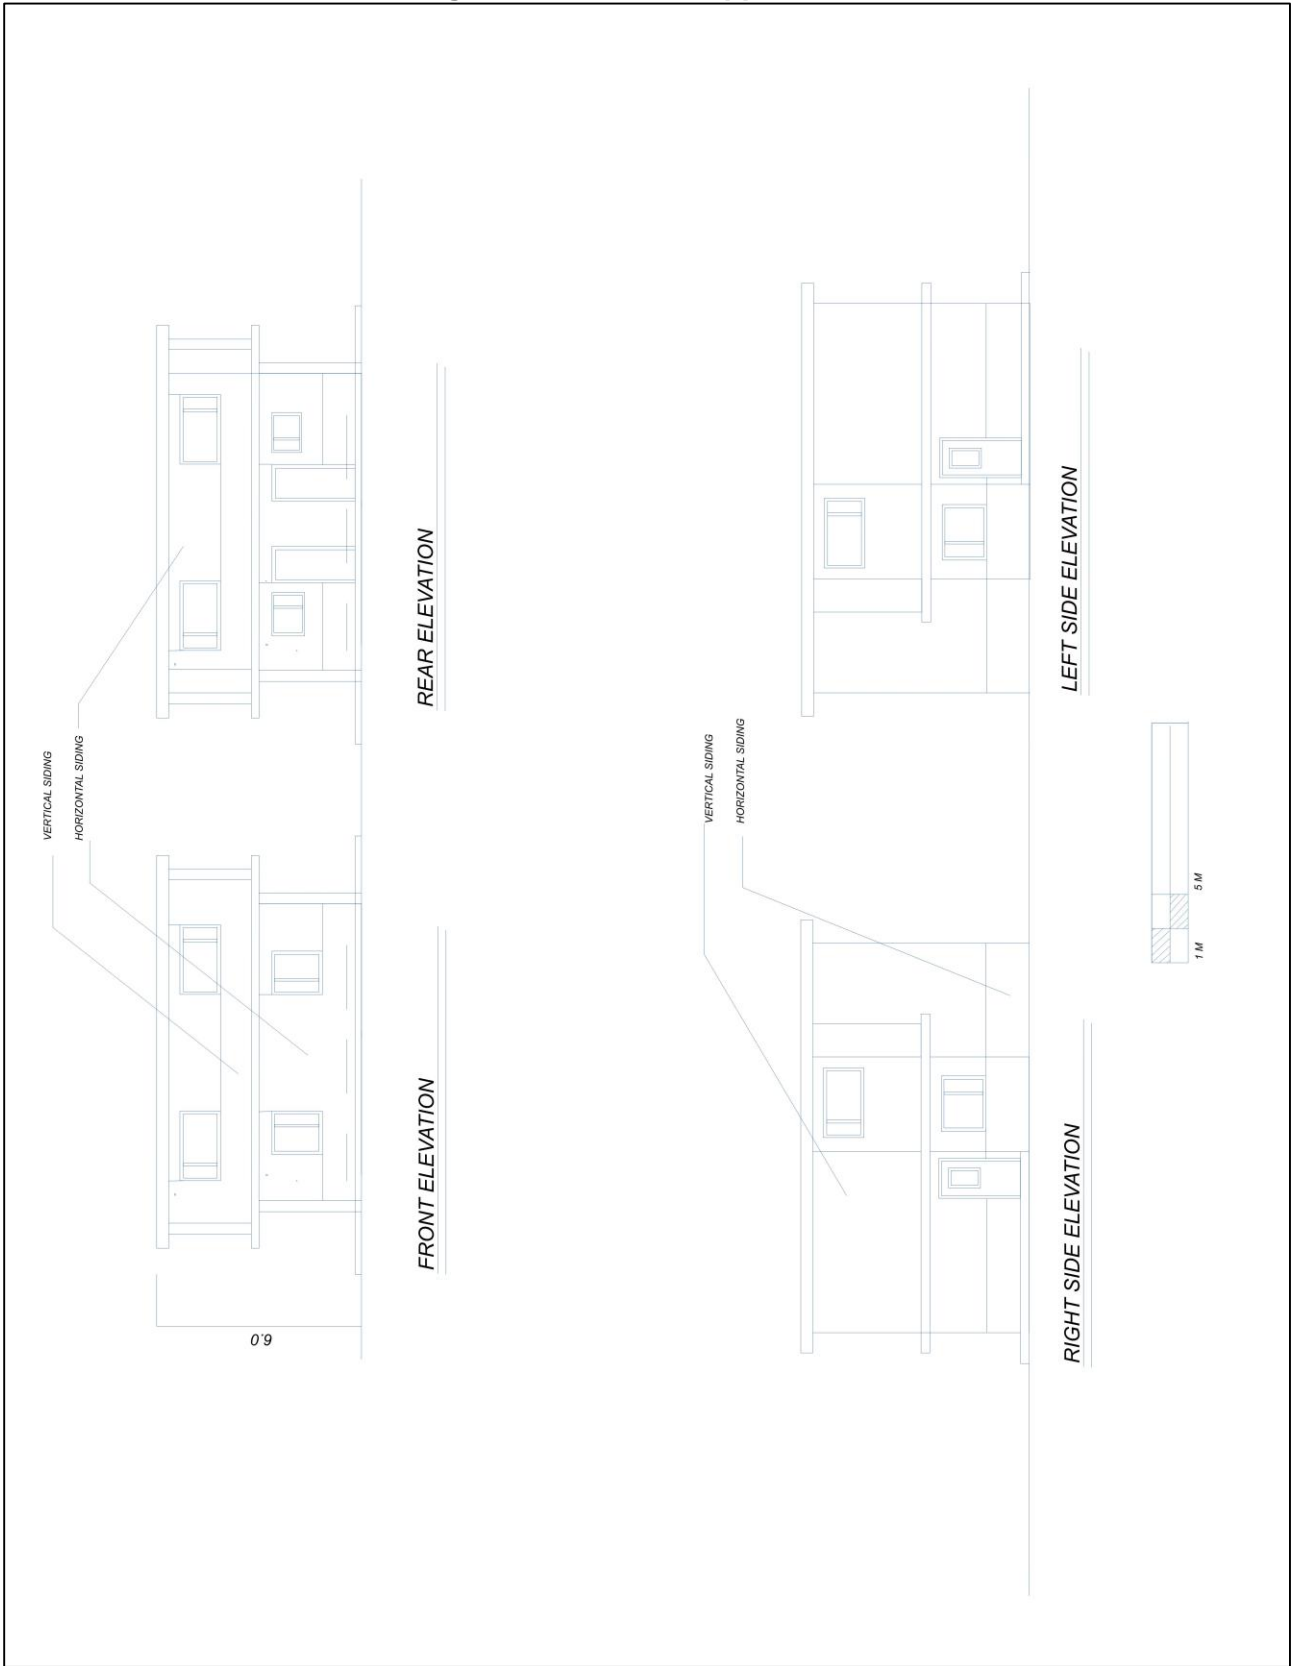 VERTICAL SIDING
HORIZONTAL SIDING
6.0
FRONT ELEVATION
REAR ELEVATION
VERTICAL SIDING
HORIZONTAL SIDING
RIGHT SIDE ELEVATION
LEFT SIDE ELEVATION
1 M 5 M